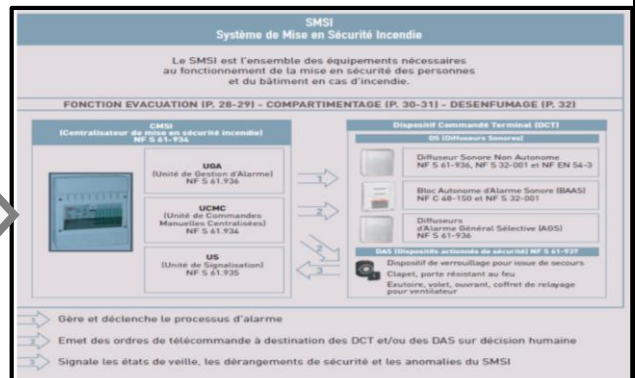 SMSI
Système de Mise en Sécurité Incendie
Le SMSI est l'ensemble des équipements nécessaires
au fonctionnement de la mise en sécurité des personnes
et du bâtiment en cas d'incendie.
FONCTION EVACUATION (P. 28-29) - COMPARTIMENTAGE (P. 30-31) - DESENFUMAGE (P. 32)
CMSI
(Centralisateur de mise en sécurité incendie)
NF S 61-934
UGA
(Unité de Gestion d'Alarme)
NF S 61.936
UCMC
(Unité de Commandes
Manuelles Centralisées)
NF S 61.934
US
(Unité de Signalisation)
NF S 61.935
1
2
2
3
Dispositif Commandé Terminal (DCT)
DS (Diffuseurs Sonores)
Diffuseur Sonore Non Autonome
NF S 61-936, NF S 32-001 et NF EN 54-3
Bloc Autonome d'Alarme Sonore (BAAS)
NF C 48-150 et NF S 32-001
Diffuseurs
d'Alarme Général Sélective (AGS)
NF S 61-936
DAS (Dispositifs actionnés de sécurité) NF S 61-937
Dispositif de verrouillage pour issue de secours
Clapet, porte résistant au feu
Exutoire, volet, ouvrant, coffret de relayage
pour ventilateur
1 Gère et déclenche le processus d'alarme
2 Emet des ordres de télécommande à destination des DCT et/ou des DAS sur décision humaine
3 Signale les états de veille, les dérangements de sécurité et les anomalies du SMSI